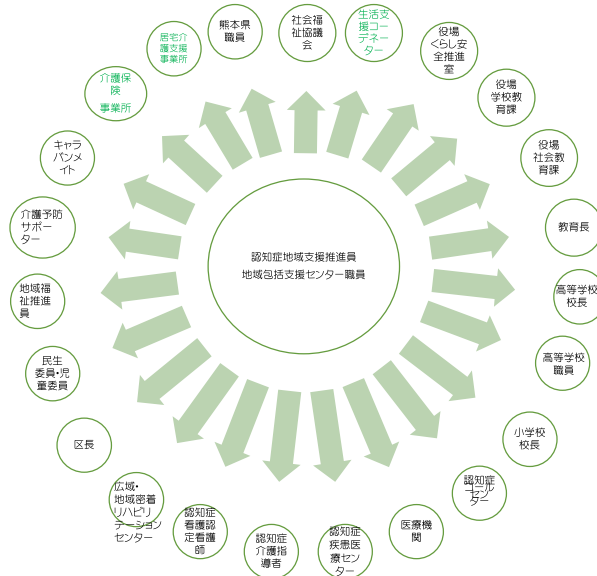 熊本県
職員
社会福
祉協議
会
生活支
援コー
デネー
ター
役場
くらし安
全推進
室
役場
学校教
育課
役場
社会教
育課
教育長
高等学校
校長
高等学校
職員
小学校
校長
認知症
コール
セン
ター
医療機
関
認知症
疾患医
療セン
ター
認知症
介護指
導者
認知症
看護認
定看護
師
広域・
地域密着
リハビリ
テーション
センター
区長
民生
委員・児
童委員
地域福
祉推進
員
介護予防
サポー
ター
キャラ
バンメ
イト
介護保
険
事業所
居宅介
護支援
事業所
認知症地域支援推進員
地域包括支援センター職員